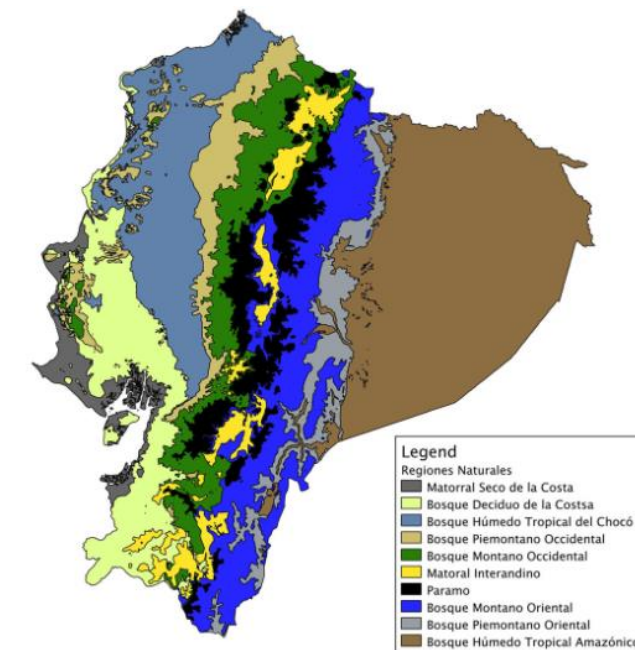 Legend
Regiones Naturales
Matorral Seco de la Costa
Bosque Deciduo de la Costsa
Bosque Húmedo Tropical del Chocó
Bosque Piemontano Occidental
Bosque Montano Occidental
Matoral Interandino
Paramo
Bosque Montano Oriental
Bosque Piemontano Oriental
Bosque Húmedo Tropical Amazónico